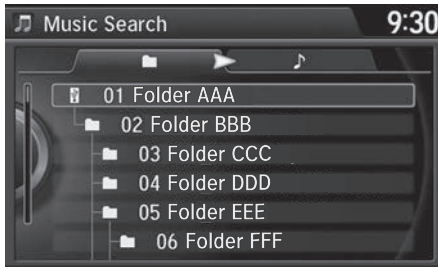 Music Search
9:30
01 Folder AAA
02 Folder BBB
03 Folder CCC
04 Folder DDD
05 Folder EEE
06 Folder FFF